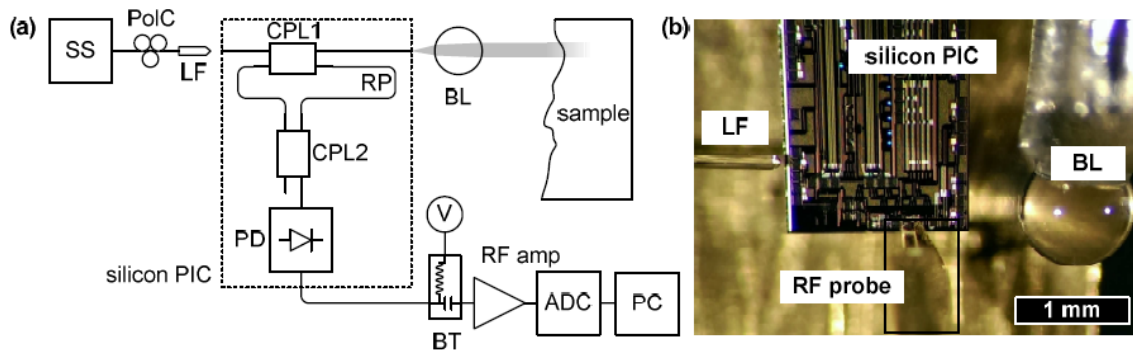 (a)
SS
PolC
LF
CPL1
RP
CPL2
PD
silicon PIC
BL
sample
V
BT
RF amp
ADC
PC
(b)
silicon PIC
LF
BL
RF probe
1 mm